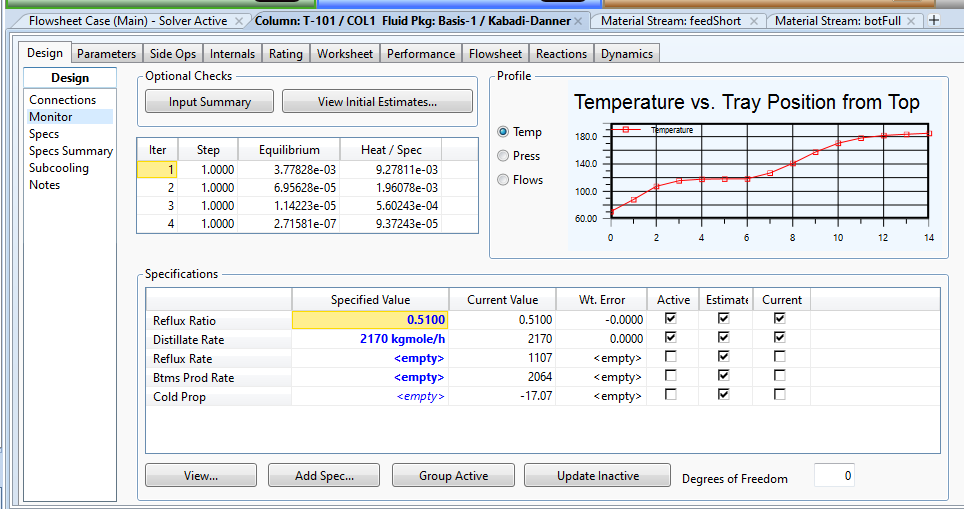 Flowsheet Case (Main) - Solver Active × Column: T-101 / COL1 Fluid Pkg: Basis-1 / Kabadi-Danner × Material Stream: feedShort × Material Stream: botFull × +
Design Parameters Side Ops Internals Rating Worksheet Performance Flowsheet Reactions Dynamics
Design
Connections
Monitor
Specs
Specs Summary
Subcooling
Notes
Optional Checks
Input Summary View Initial Estimates...
Iter Step Equilibrium Heat / Spec
1 1.0000 3.77828e-03 9.27811e-03
2 1.0000 6.95628e-05 1.96078e-03
3 1.0000 1.14223e-05 5.60243e-04
4 1.0000 2.71581e-07 9.37243e-05
Profile
Temp
Press
Flows
Temperature vs. Tray Position from Top
Temperature
180.0
140.0
100.0
60.00
0 2 4 6 8 10 12 14
Specifications
Specified Value Current Value Wt. Error Active Estimate Current
Reflux Ratio 0.5100 0.5100 -0.0000
Distillate Rate 2170 kgmole/h 2170 0.0000
Reflux Rate <empty> 1107 <empty>
Btms Prod Rate <empty> 2064 <empty>
Cold Prop <empty> -17.07 <empty>
View... Add Spec... Group Active Update Inactive Degrees of Freedom 0